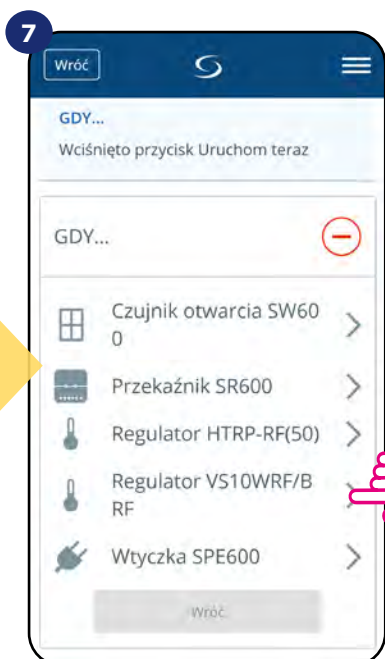 7
Wróć
GDY...
Wciśnięto przycisk Uruchom teraz
GDY...
Czujnik otwarcia SW60
0
Przekaźnik SR600
Regulator HTRP-RF(50)
Regulator VS10WRF/B
RF
Wtyczka SPE600
Wróć